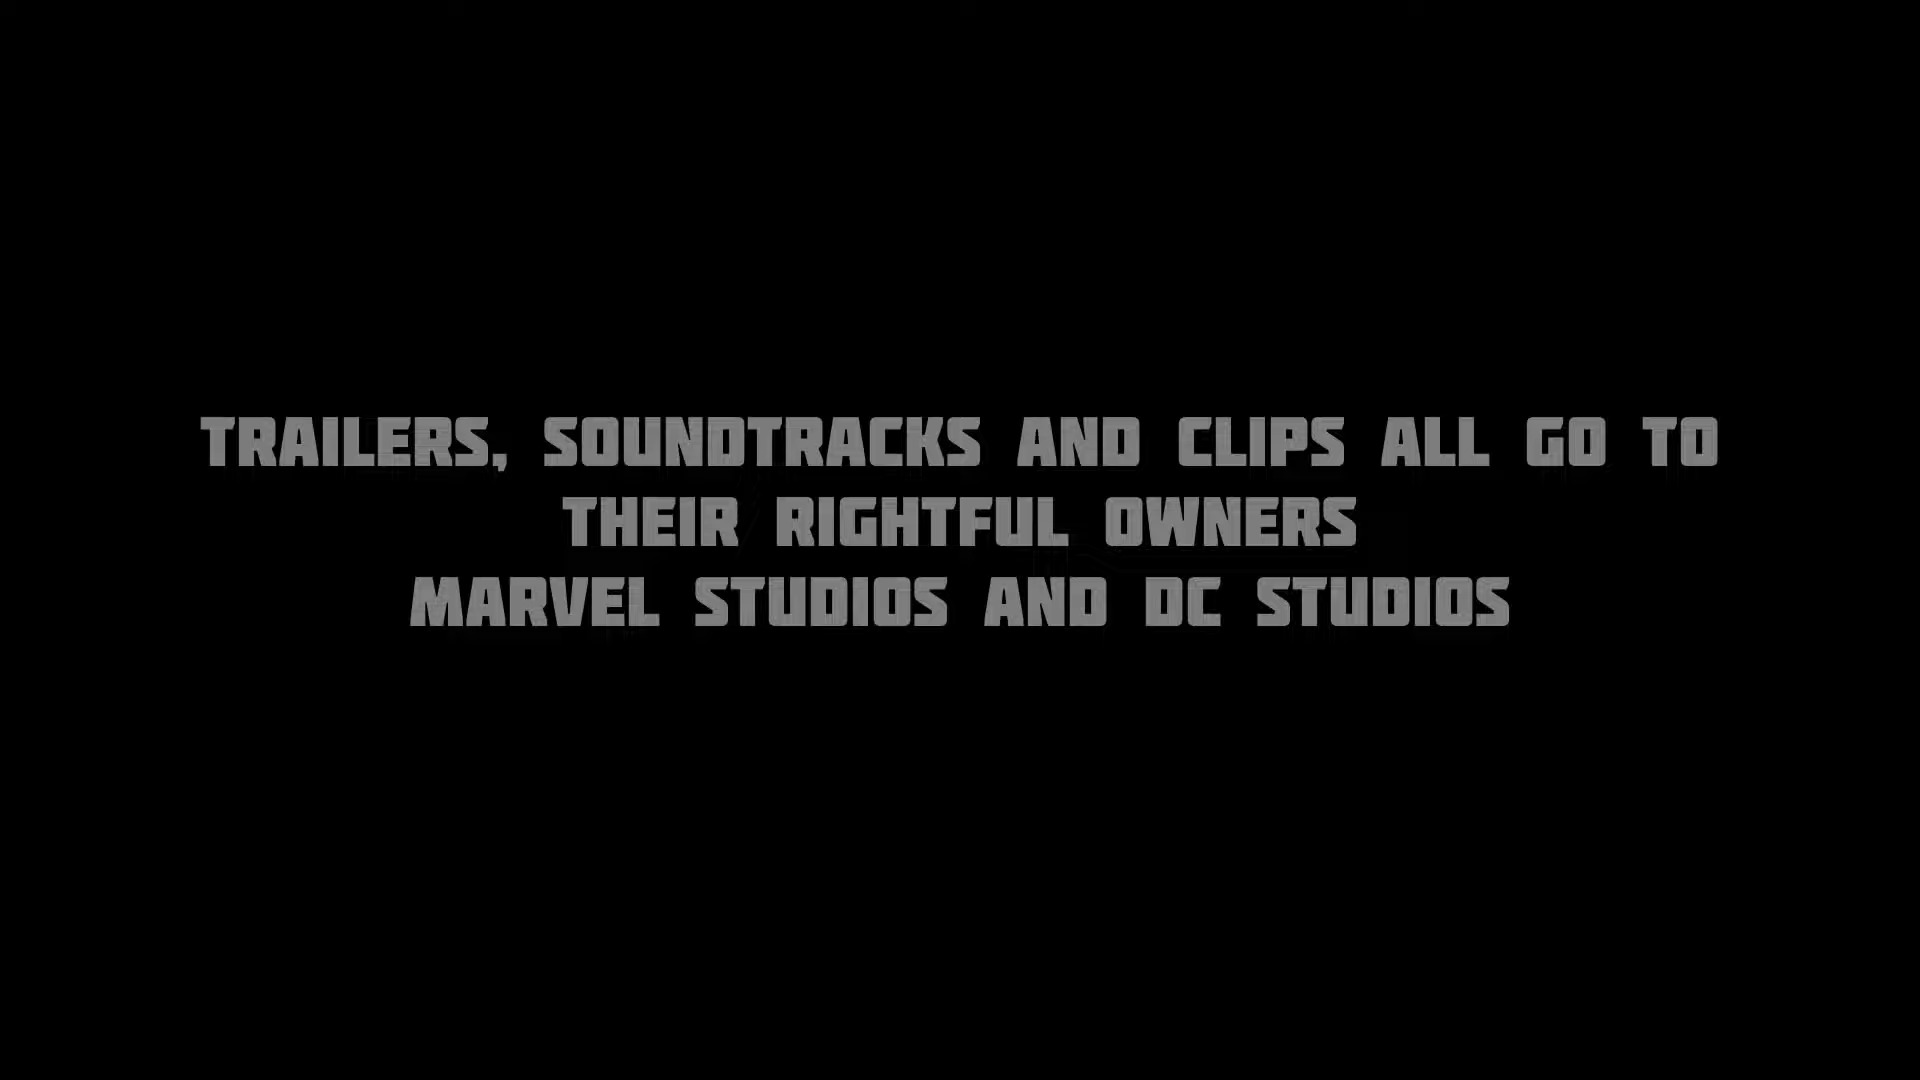 TRAILERS, SOUNDTRACKS AND CLIPS ALL GO TO
THEIR RIGHTFUL OWNERS
MARVEL STUDIOS AND DC STUDIOS